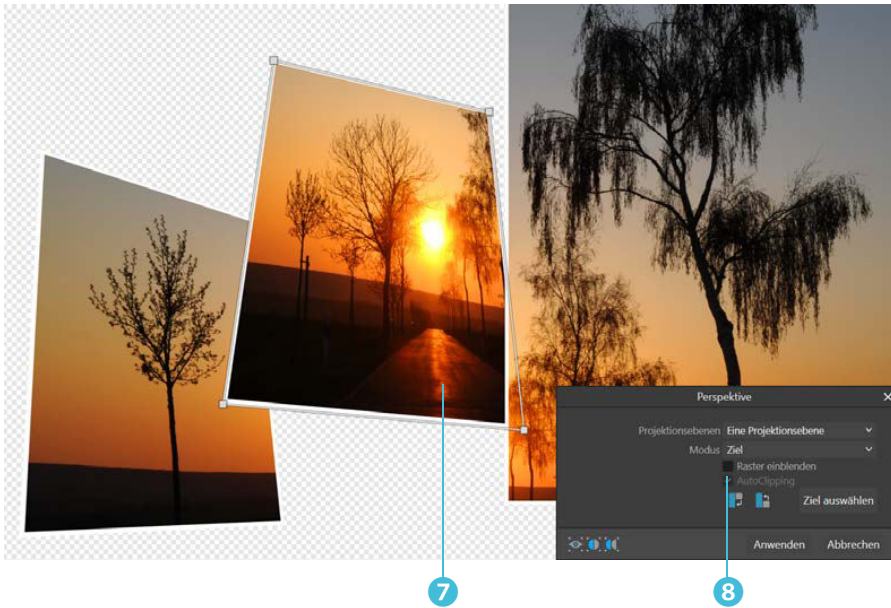 Perspektive
Projektionsebenen Eine Projektionsebene
Modus Ziel
Raster einblenden
AutoClipping
Ziel auswählen
Anwenden Abbrechen
7 8